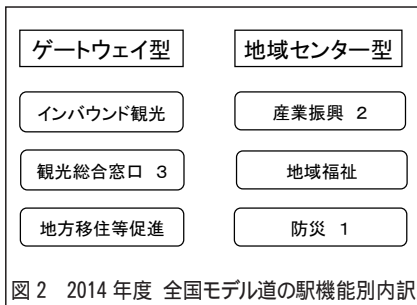 ゲートウェイ型 地域センター型
インバウンド観光 産業振興 2
観光総合窓口 3 地域福祉
地方移住等促進 防災 1
図 2 2014 年度 全国モデル道の駅機能別内訳